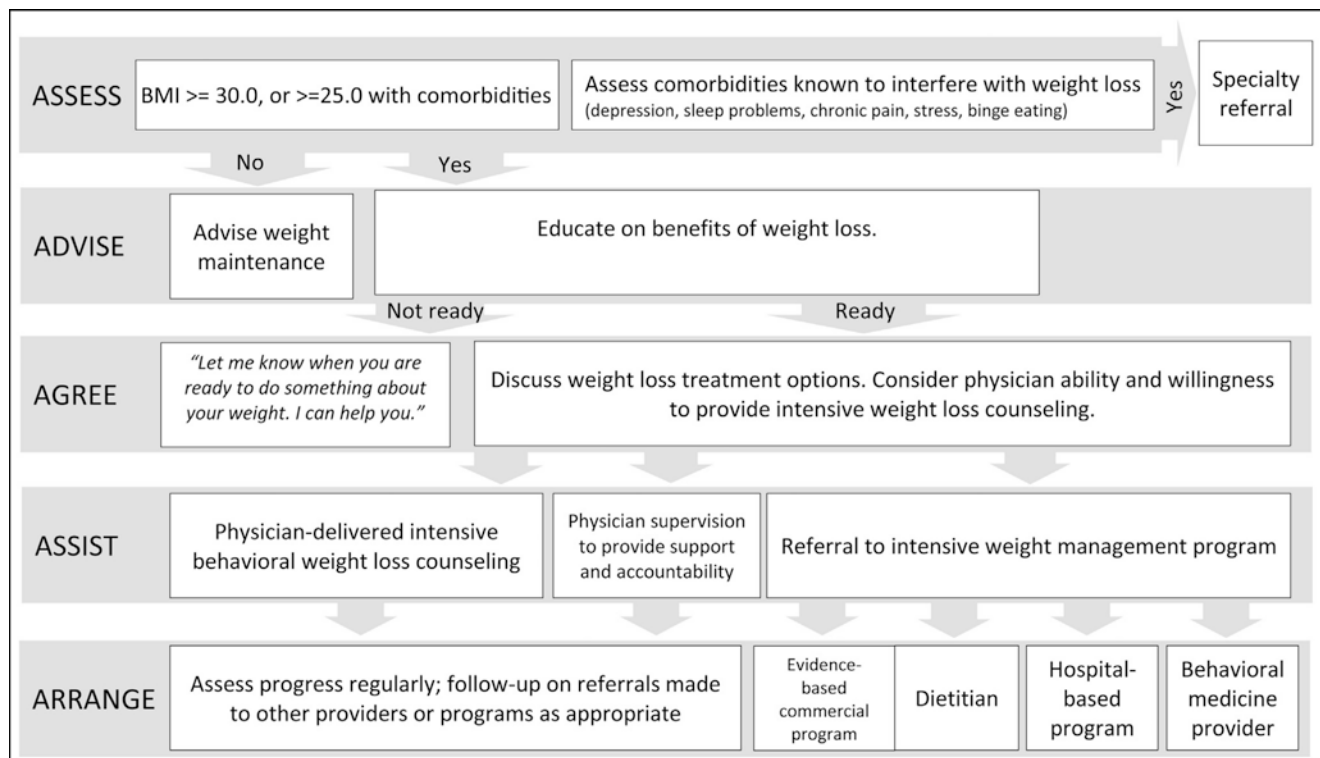 ASSESS
BMI >= 30.0, or >=25.0 with comorbidities
Assess comorbidities known to interfere with weight loss
(depression, sleep problems, chronic pain, stress, binge eating)
Yes
Specialty
referral
No
Yes
ADVISE
Advise weight
maintenance
Educate on benefits of weight loss.
Not ready
Ready
AGREE
“Let me know when you are
ready to do something about
your weight. I can help you.”
Discuss weight loss treatment options. Consider physician ability and willingness
to provide intensive weight loss counseling.
ASSIST
Physician-delivered intensive
behavioral weight loss counseling
Physician supervision
to provide support
and accountability
Referral to intensive weight management program
ARRANGE
Assess progress regularly; follow-up on referrals made
to other providers or programs as appropriate
Evidence-
based
commercial
program
Dietitian
Hospital-
based
program
Behavioral
medicine
provider